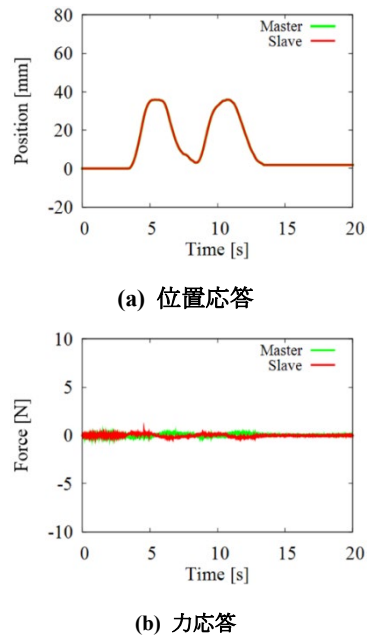 80
60
40
20
0
-20
Position [mm]
Master
Slave
0 5 10 15 20
Time [s]
(a) 位置応答
10
5
0
-5
-10
Force [N]
Master
Slave
0 5 10 15 20
Time [s]
(b) 力応答